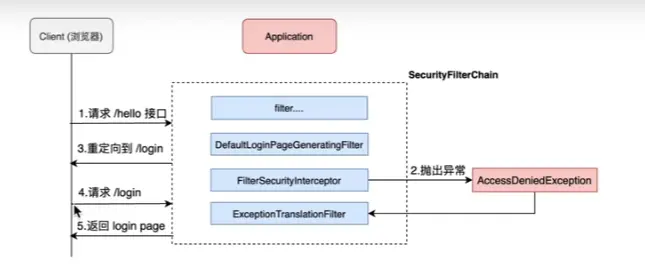 Client (浏览器)
Application
SecurityFilterChain
1.请求 /hello 接口
filter....
3.重定向到 /login
DefaultLoginPageGeneratingFilter
2.抛出异常
4.请求 /login
FilterSecurityInterceptor
AccessDeniedException
5.返回 login page
ExceptionTranslationFilter